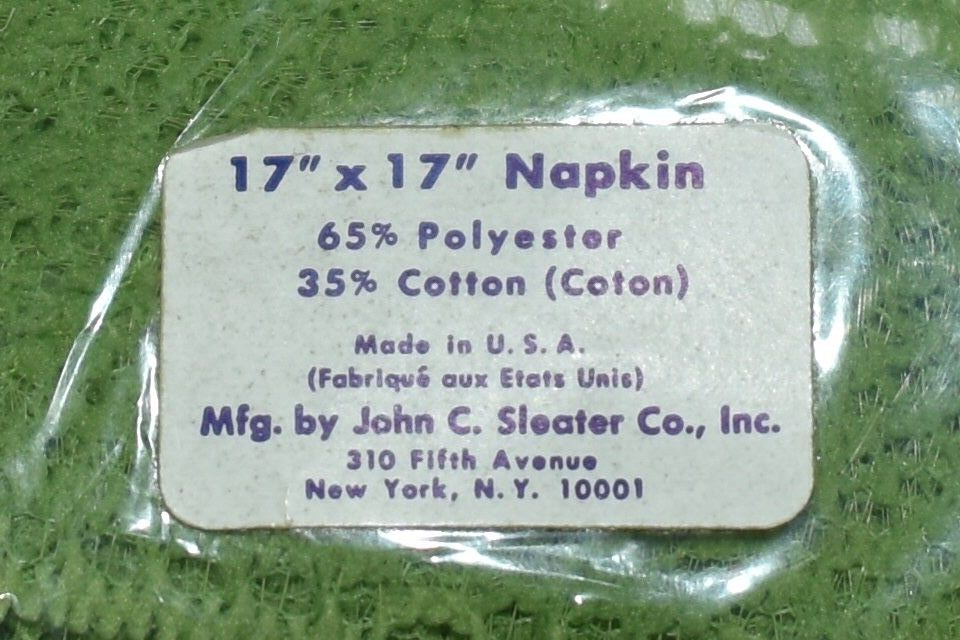 17" x 17" Napkin
65% Polyester
35% Cotton (Coton)
Made in U. S. A.
(Fabriqué aux Etats Unis)
Mfg. by John C. Sleater Co., Inc.
310 Fifth Avenue
New York, N. Y. 10001